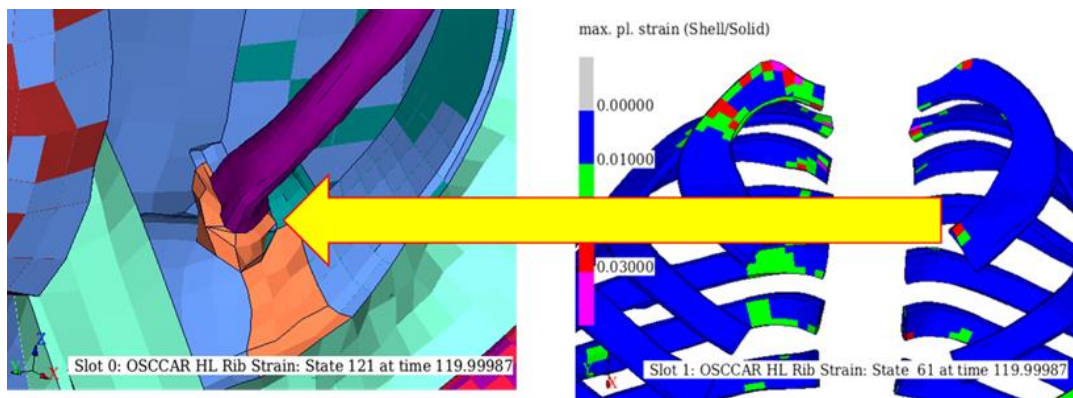 max. pl. strain (Shell/Solid)
0.00000
0.01000
0.03000
Z
Y
X
Slot 0: OSCCAR HL Rib Strain: State 121 at time 119.99987
Y
X
Slot 1: OSCCAR HL Rib Strain: State 61 at time 119.99987